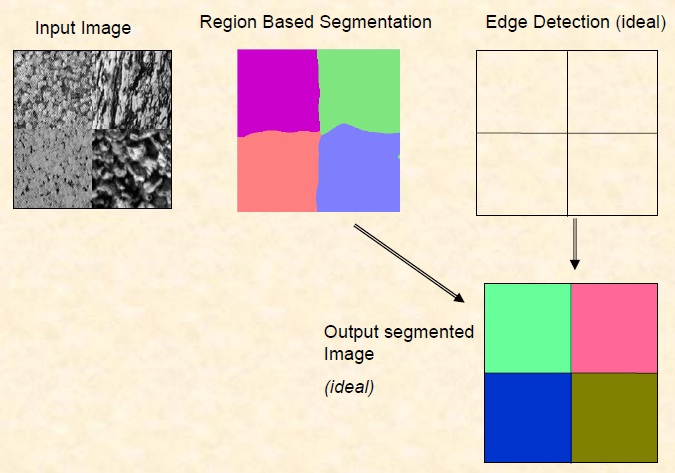 Input Image
Region Based Segmentation
Edge Detection (ideal)
Output segmented
Image
(ideal)